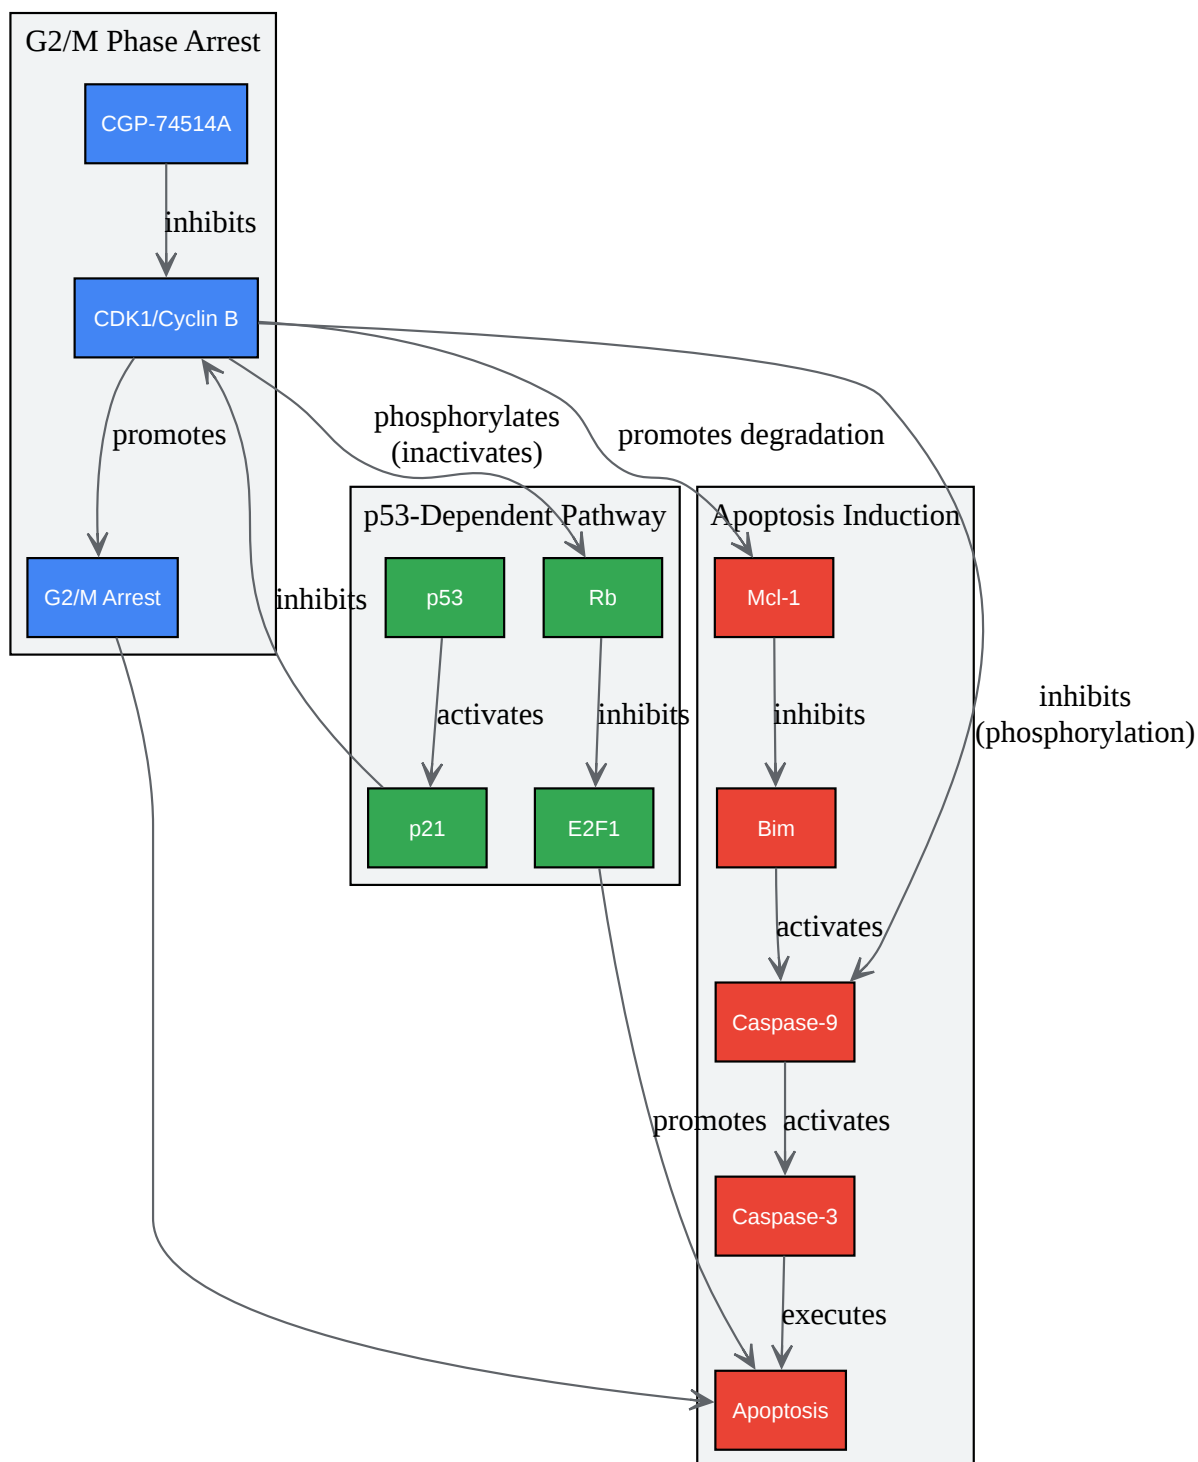 G2/M Phase Arrest
CGP-74514A
inhibits
CDK1/Cyclin B
promotes
phosphorylates
(inactivates)
promotes degradation
p53-Dependent Pathway
Apoptosis Induction
G2/M Arrest
inhibits
p53
Rb
Mcl-1
activates
inhibits
inhibits
inhibits
(phosphorylation)
p21
E2F1
Bim
activates
Caspase-9
promotes
activates
Caspase-3
executes
Apoptosis